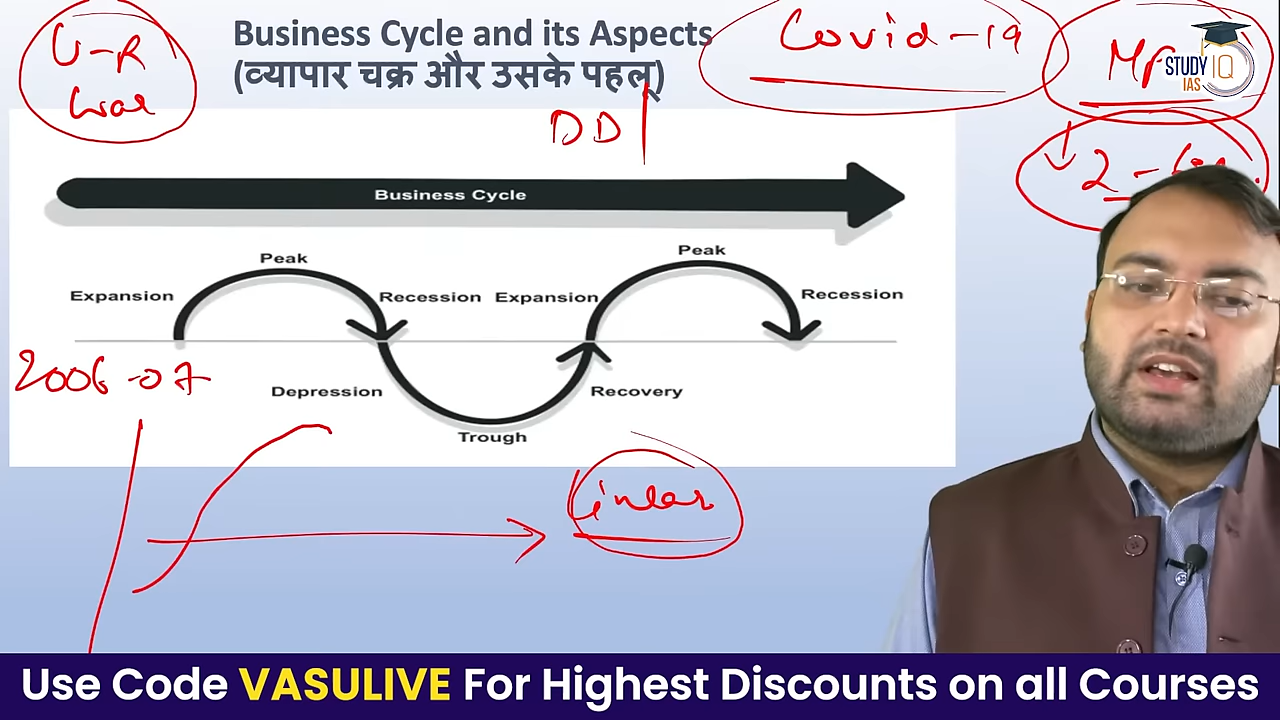 U-R
War
Business Cycle and its Aspects
(व्यापार चक्र और उसके पहलू)
Covid-19
STUDY IQ
IAS
DD
2
Business Cycle
Peak
Peak
Expansion
Recession
Expansion
Recession
2006-07
Depression
Recovery
Trough
Linear
Use Code VASULIVE For Highest Discounts on all Courses